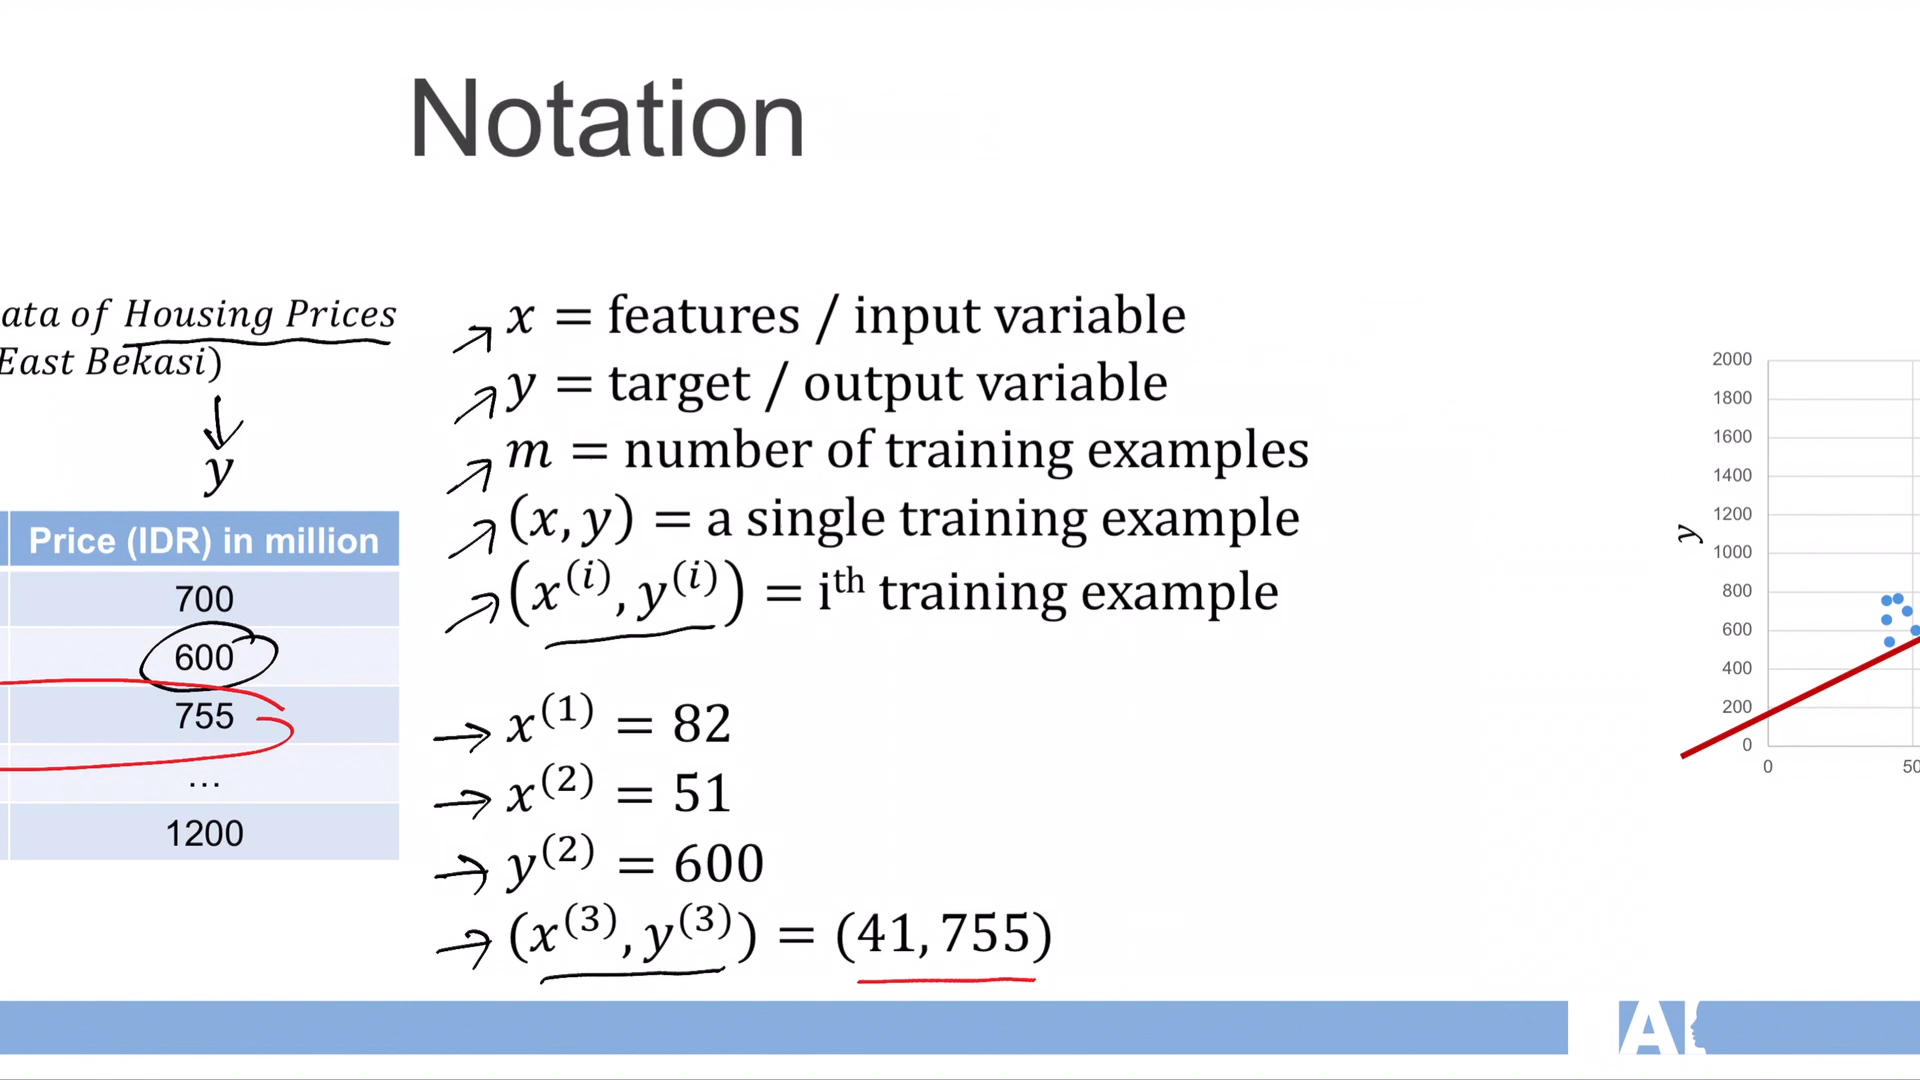 Notation
ata of Housing Prices
East Bekasi)
y
Price (IDR) in million
700
600
755
...
1200
x = features / input variable
y = target / output variable
m = number of training examples
(x, y) = a single training example
(x⁽ⁱ⁾, y⁽ⁱ⁾) = iᵗʰ training example
x⁽¹⁾ = 82
x⁽²⁾ = 51
y⁽²⁾ = 600
(x⁽³⁾, y⁽³⁾) = (41, 755)
2000
1800
1600
1400
1200
1000
800
600
400
200
0
y
0 50
AI